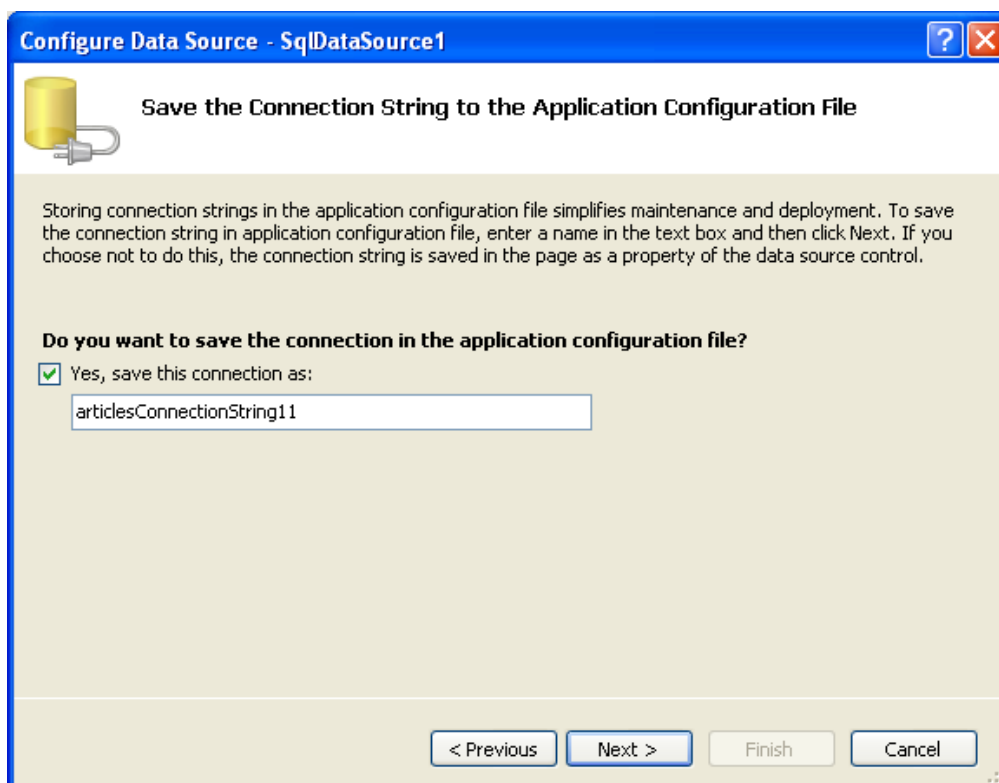 Configure Data Source - SqlDataSource1
?
Save the Connection String to the Application Configuration File
Storing connection strings in the application configuration file simplifies maintenance and deployment. To save
the connection string in application configuration file, enter a name in the text box and then click Next. If you
choose not to do this, the connection string is saved in the page as a property of the data source control.
Do you want to save the connection in the application configuration file?
Yes, save this connection as:
articlesConnectionString11
< Previous
Next >
Finish
Cancel